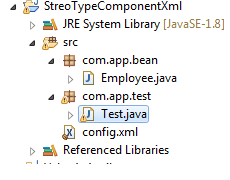 StreoTypeComponentXml
JRE System Library [JavaSE-1.8]
src
com.app.bean
Employee.java
com.app.test
Test.java
config.xml
Referenced Libraries